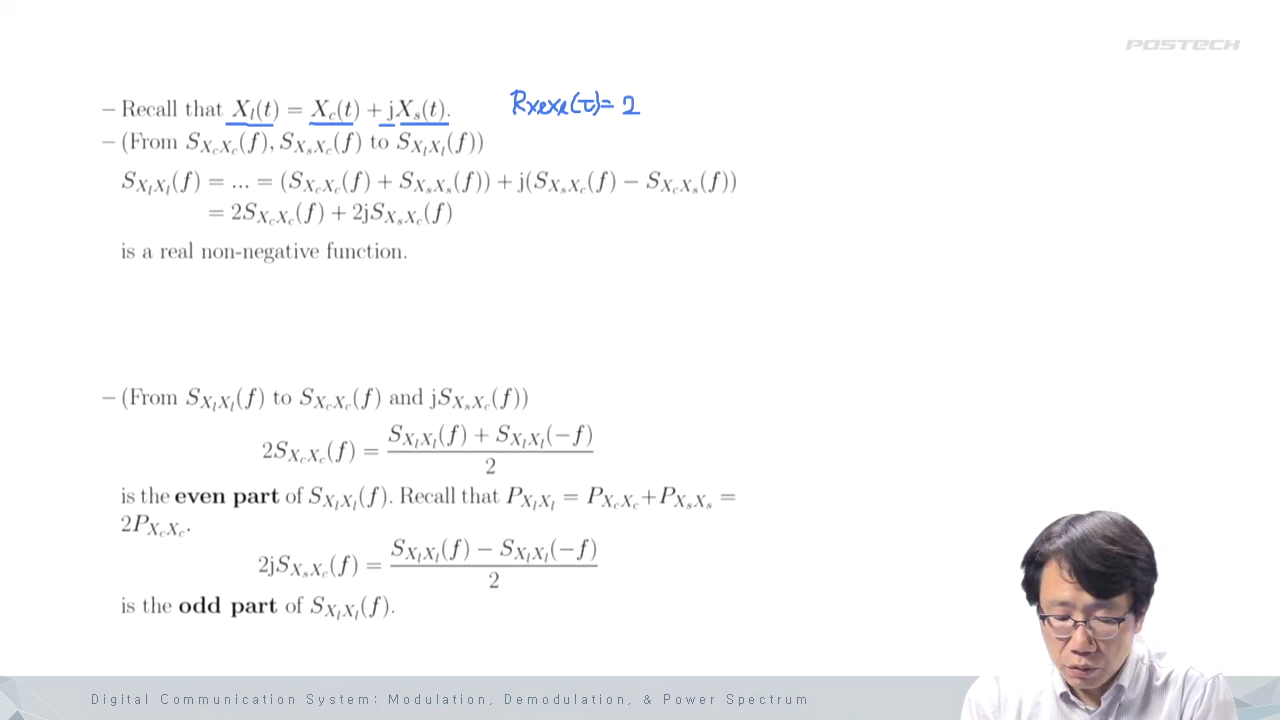 POSTECH
– Recall that X_l(t) = X_c(t) + jX_s(t). R_{x_ℓx_ℓ}(τ) = 2
– (From S_{X_cX_c}(f), S_{X_sX_c}(f) to S_{X_lX_l}(f))
S_{X_lX_l}(f) = ... = (S_{X_cX_c}(f) + S_{X_sX_s}(f)) + j(S_{X_sX_c}(f) − S_{X_cX_s}(f))
= 2S_{X_cX_c}(f) + 2jS_{X_sX_c}(f)
is a real non-negative function.
– (From S_{X_lX_l}(f) to S_{X_cX_c}(f) and jS_{X_sX_c}(f))
2S_{X_cX_c}(f) = \frac{S_{X_lX_l}(f) + S_{X_lX_l}(−f)}{2}
is the even part of S_{X_lX_l}(f). Recall that P_{X_lX_l} = P_{X_cX_c}+P_{X_sX_s} =
2P_{X_cX_c}.
2jS_{X_sX_c}(f) = \frac{S_{X_lX_l}(f) − S_{X_lX_l}(−f)}{2}
is the odd part of S_{X_lX_l}(f).
Digital Communication System: Modulation, Demodulation, & Power Spectrum